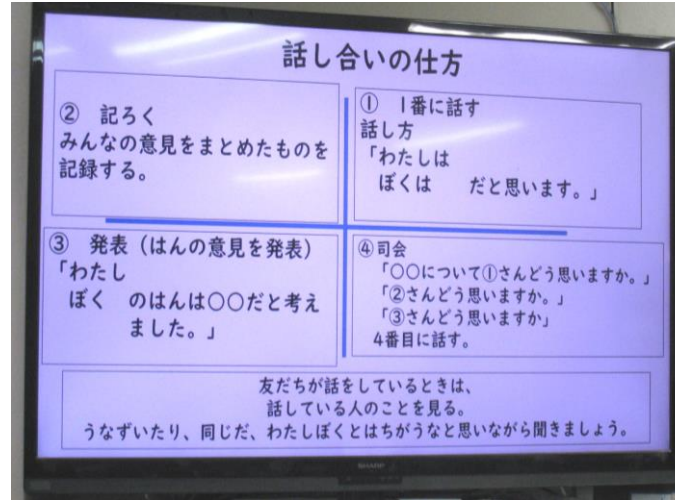 話し合いの仕方
② 記ろく
みんなの意見をまとめたものを
記録する。
① 1番に話す
話し方
「わたしは
ぼくは だと思います。」
③ 発表(はんの意見を発表)
「わたし
ぼく のはんは○○だと考え
ました。」
④司会
「○○について①さんどう思いますか。」
「②さんどう思いますか。」
「③さんどう思いますか」
4番目に話す。
友だちが話をしているときは、
話している人のことを見る。
うなずいたり、同じだ、わたしぼくとはちがうなと思いながら聞きましょう。
SHARP